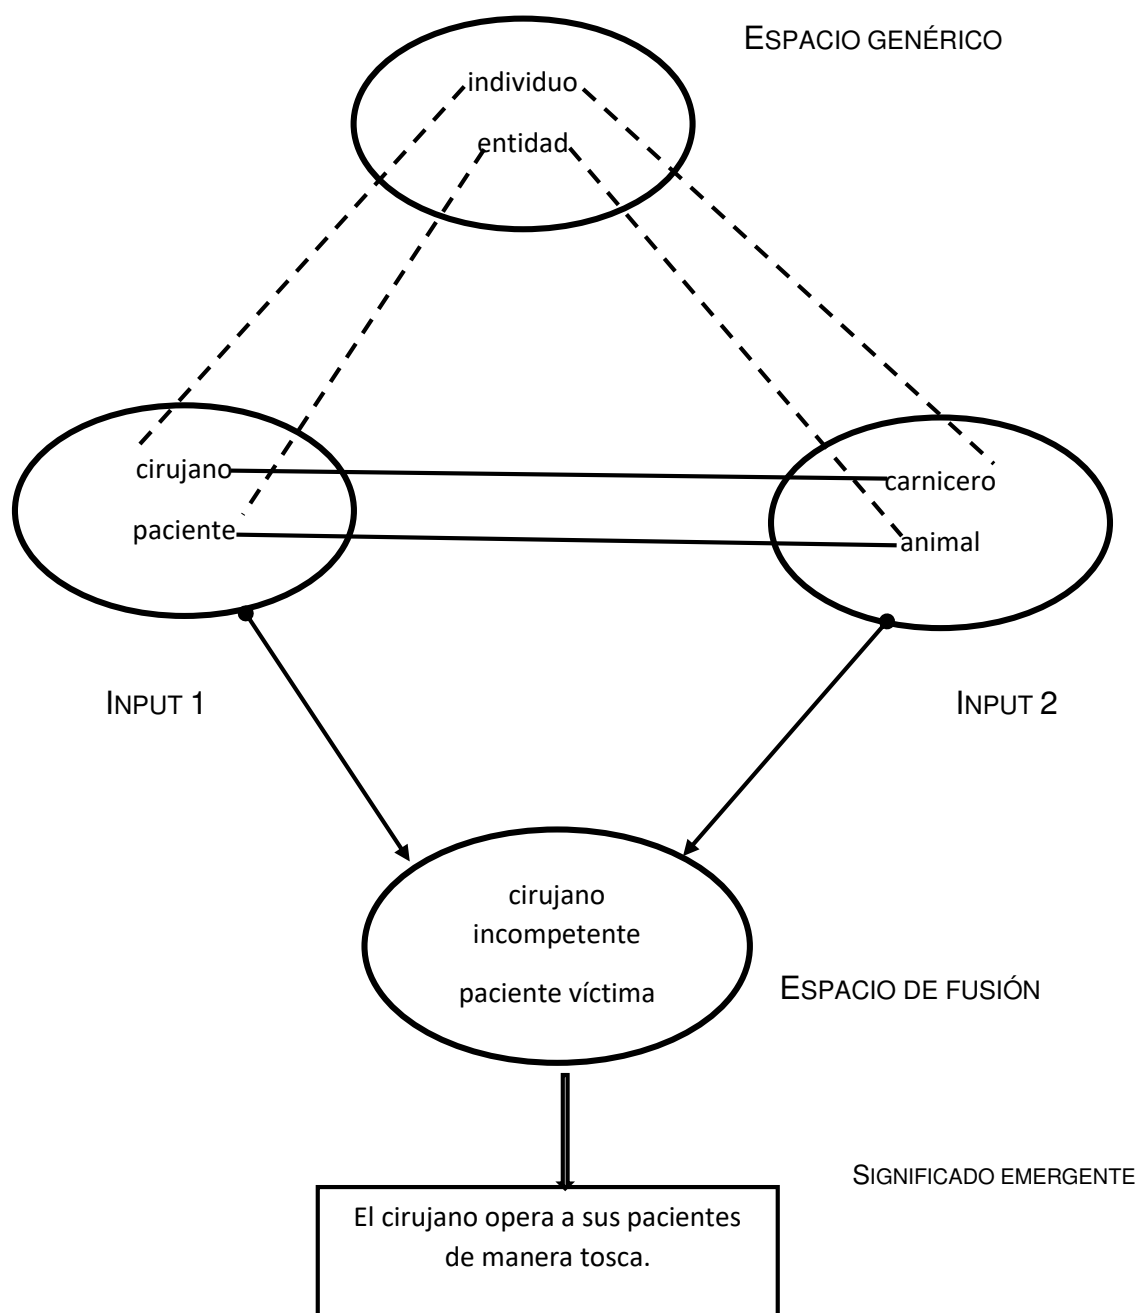 ESPACIO GENÉRICO
individuo
entidad
cirujano
paciente
carnicero
animal
INPUT 1
INPUT 2
cirujano
incompetente
paciente víctima
ESPACIO DE FUSIÓN
SIGNIFICADO EMERGENTE
El cirujano opera a sus pacientes
de manera tosca.